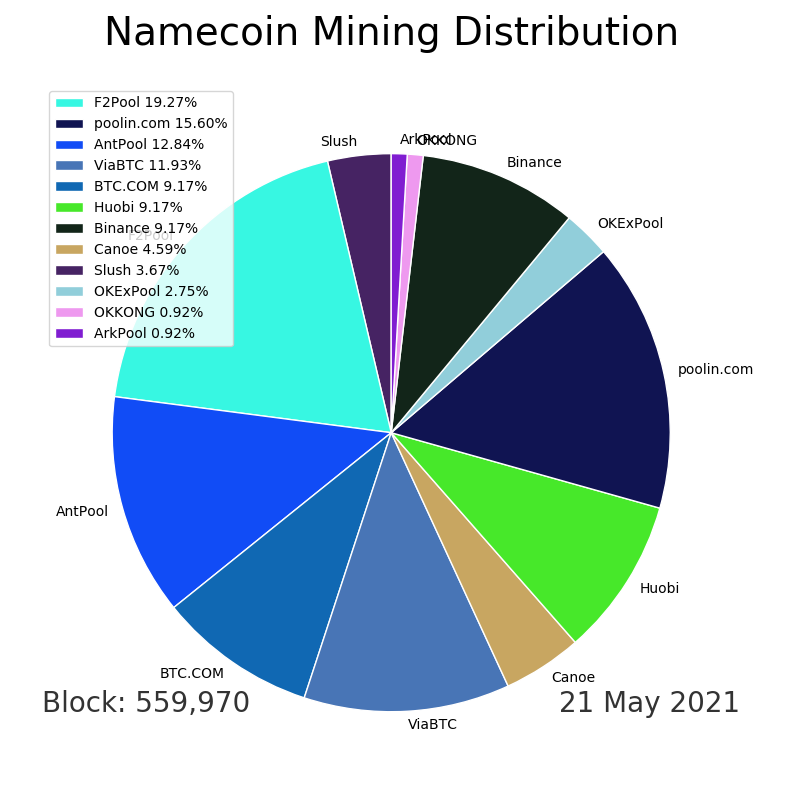 Namecoin Mining Distribution
F2Pool 19.27%
poolin.com 15.60%
AntPool 12.84%
ViaBTC 11.93%
BTC.COM 9.17%
Huobi 9.17%
Binance 9.17%
Canoe 4.59%
Slush 3.67%
OKExPool 2.75%
OKKONG 0.92%
ArkPool 0.92%
Slush
ArkPool
OKKONG
Binance
OKExPool
F2Pool
poolin.com
AntPool
Huobi
BTC.COM
Canoe
ViaBTC
Block: 559,970
21 May 2021